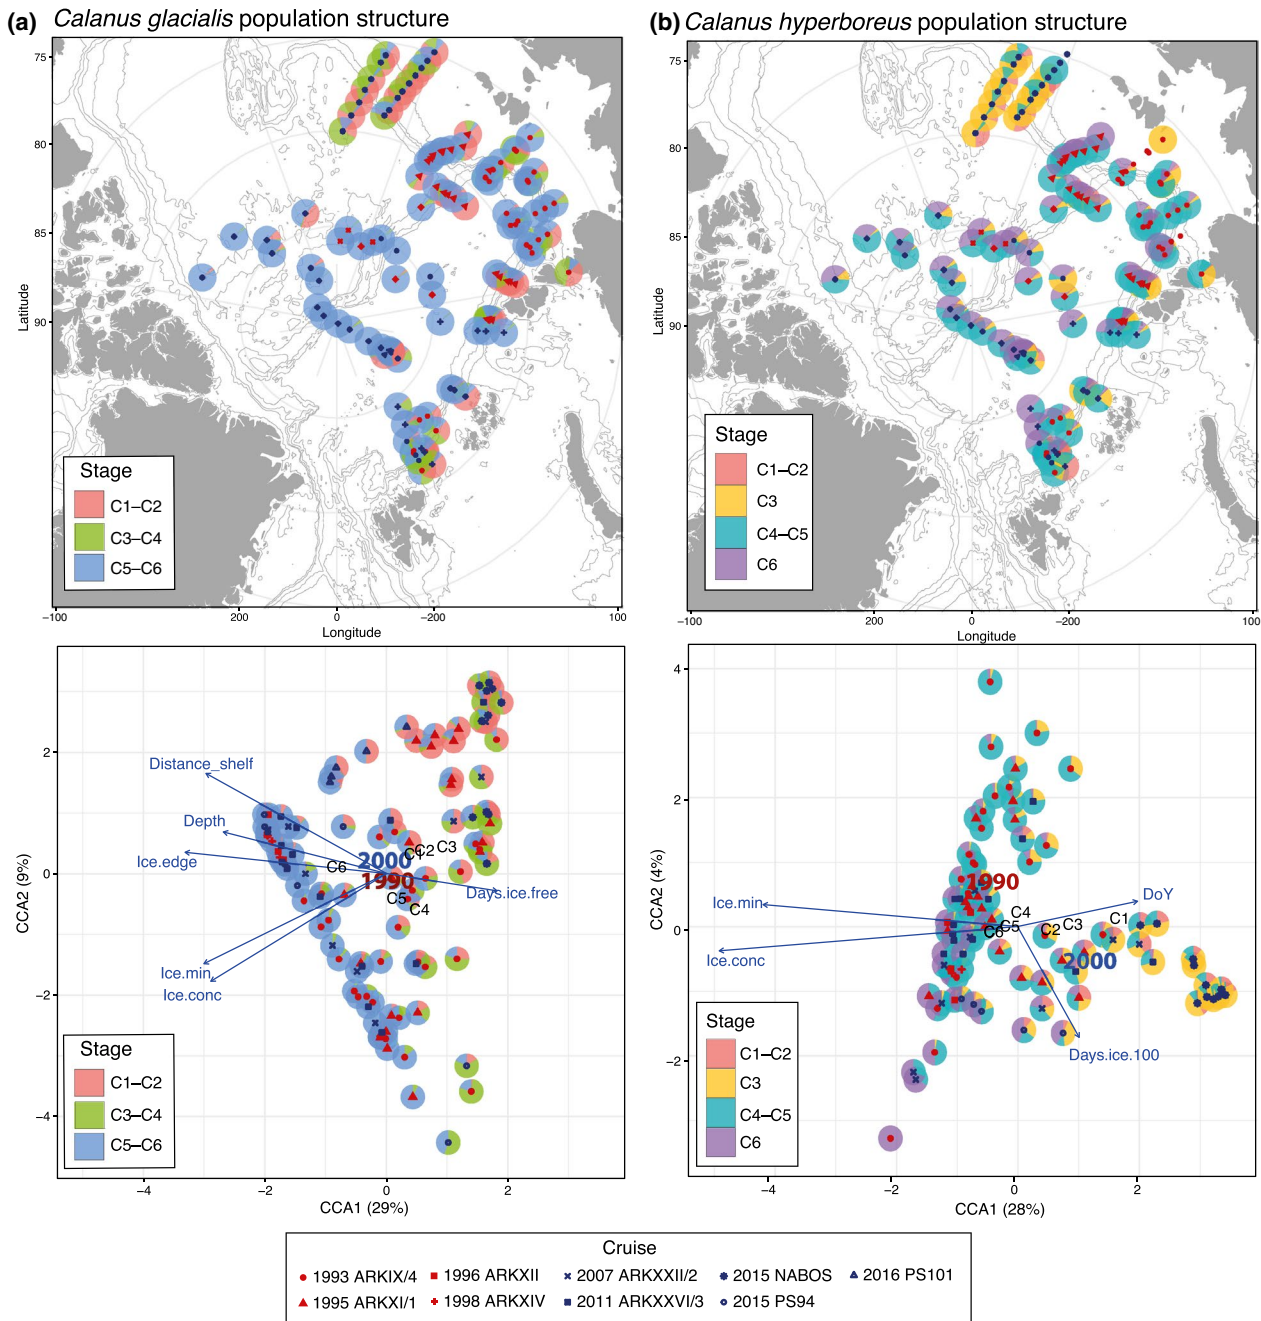 (a) Calanus glacialis population structure
75
80
85
90
Latitude
Stage
C1–C2
C3–C4
C5–C6
−100
200
0
−200
100
Longitude
(b) Calanus hyperboreus population structure
75
80
85
90
Latitude
Stage
C1–C2
C3
C4–C5
C6
−100
200
0
−200
100
Longitude
2
0
−2
−4
CCA2 (9%)
Distance_shelf
Depth
Ice.edge
C6
2000
C1
C2
C3
1990
C5
C4
Days.ice.free
Ice.min
Ice.conc
Stage
C1–C2
C3–C4
C5–C6
−4
−2
0
2
CCA1 (29%)
4
2
0
−2
CCA2 (4%)
1990
Ice.min
DoY
C4
C1
C5
C6
C2
C3
Ice.conc
2000
Days.ice.100
Stage
C1–C2
C3
C4–C5
C6
−4
−2
0
2
CCA1 (28%)
Cruise
1993 ARKIX/4
1996 ARKXII
2007 ARKXXII/2
2015 NABOS
2016 PS101
1995 ARKXI/1
1998 ARKXIV
2011 ARKXXVI/3
2015 PS94